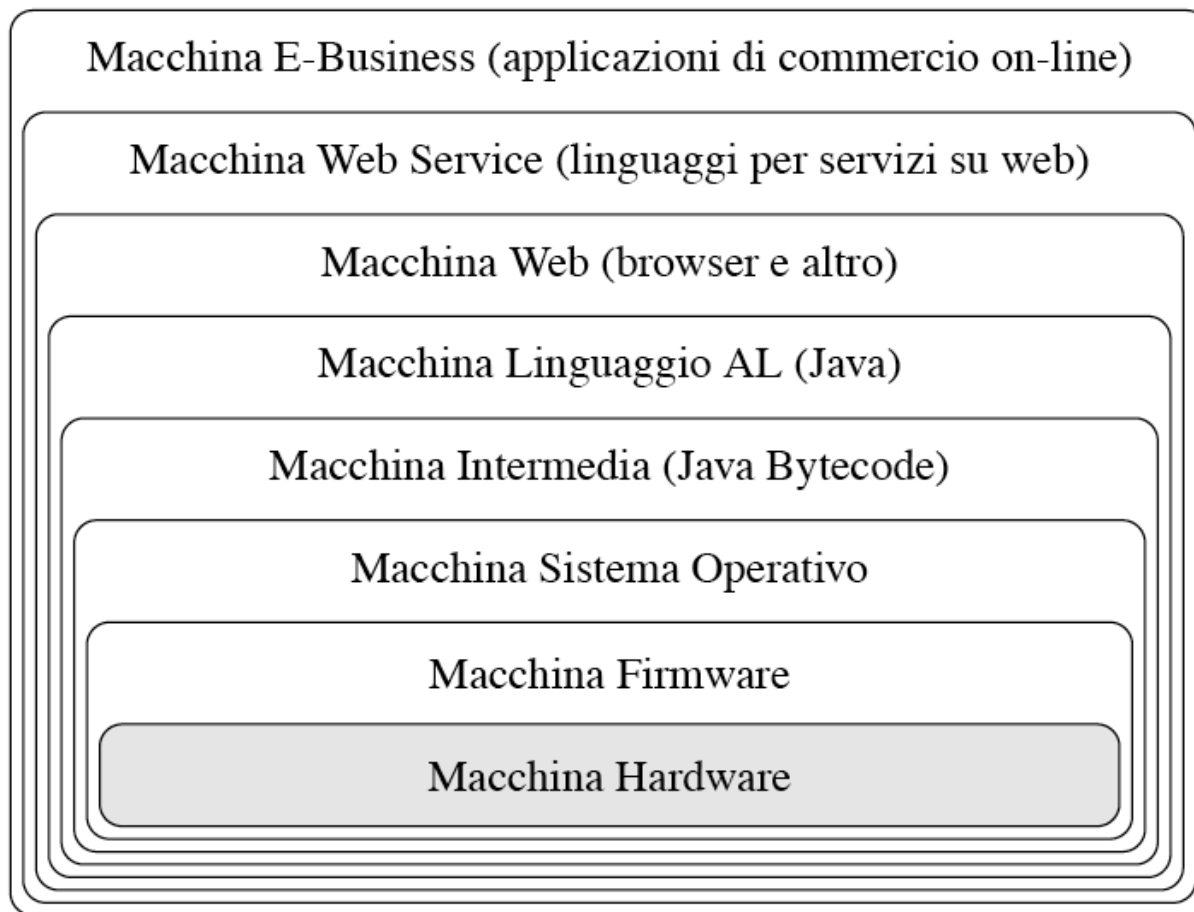 Macchina E-Business (applicazioni di commercio on-line)
Macchina Web Service (linguaggi per servizi su web)
Macchina Web (browser e altro)
Macchina Linguaggio AL (Java)
Macchina Intermedia (Java Bytecode)
Macchina Sistema Operativo
Macchina Firmware
Macchina Hardware